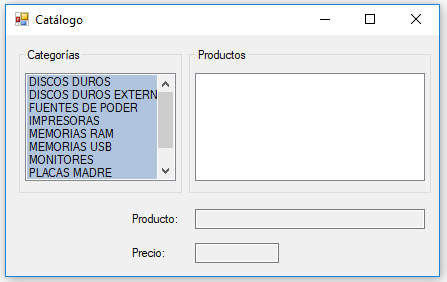 Catálogo
Categorías
Productos
DISCOS DUROS
DISCOS DUROS EXTERN
FUENTES DE PODER
IMPRESORAS
MEMORIAS RAM
MEMORIAS USB
MONITORES
PLACAS MADRE
Producto:
Precio: